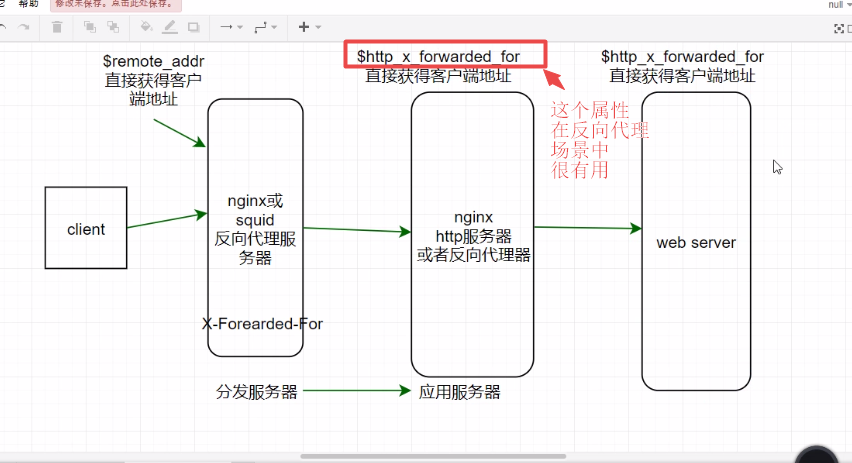 帮助
修改未保存。点击此处保存。
null
$remote_addr
直接获得客户
端地址
$http_x_forwarded_for
直接获得客户端地址
$http_x_forwarded_for
直接获得客户端地址
这个属性
在反向代理
场景中
很有用
client
nginx或
squid
反向代理服
务器
nginx
http服务器
或者反向代理器
web server
X-Forearded-For
分发服务器
应用服务器